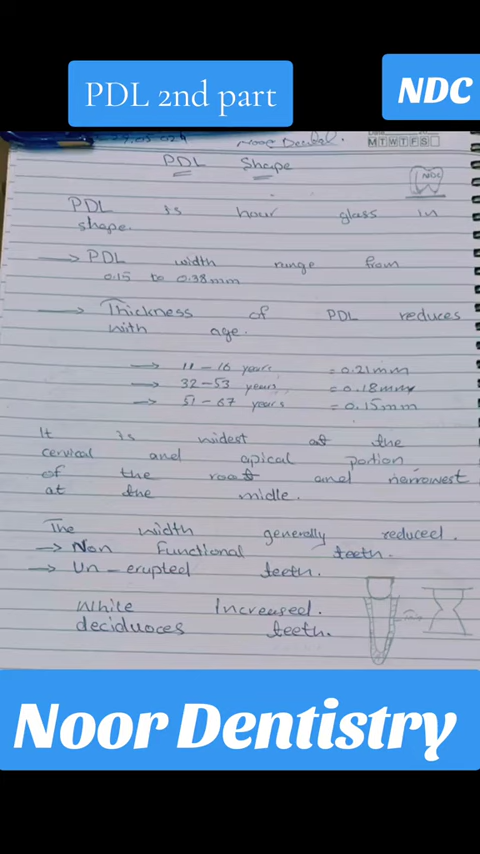 PDL 2nd part
NDC
Noor Dental.
M T W T F S
PDL Shape
NDC
PDL is hour glass in
shape.
→ PDL width range from
0.15 to 0.38mm
→ Thickness of PDL reduces
with age.
→ 11-16 years = 0.21mm
→ 32-53 years = 0.18mm
→ 51-67 years = 0.15mm
It is widest at the
cervical and apical portion
of the root and narrowest
at the midle.
The width generally reduced.
→ Non Functional teeth.
→ Un-erupted teeth.
While Increased.
deciduoces teeth.
Noor Dentistry